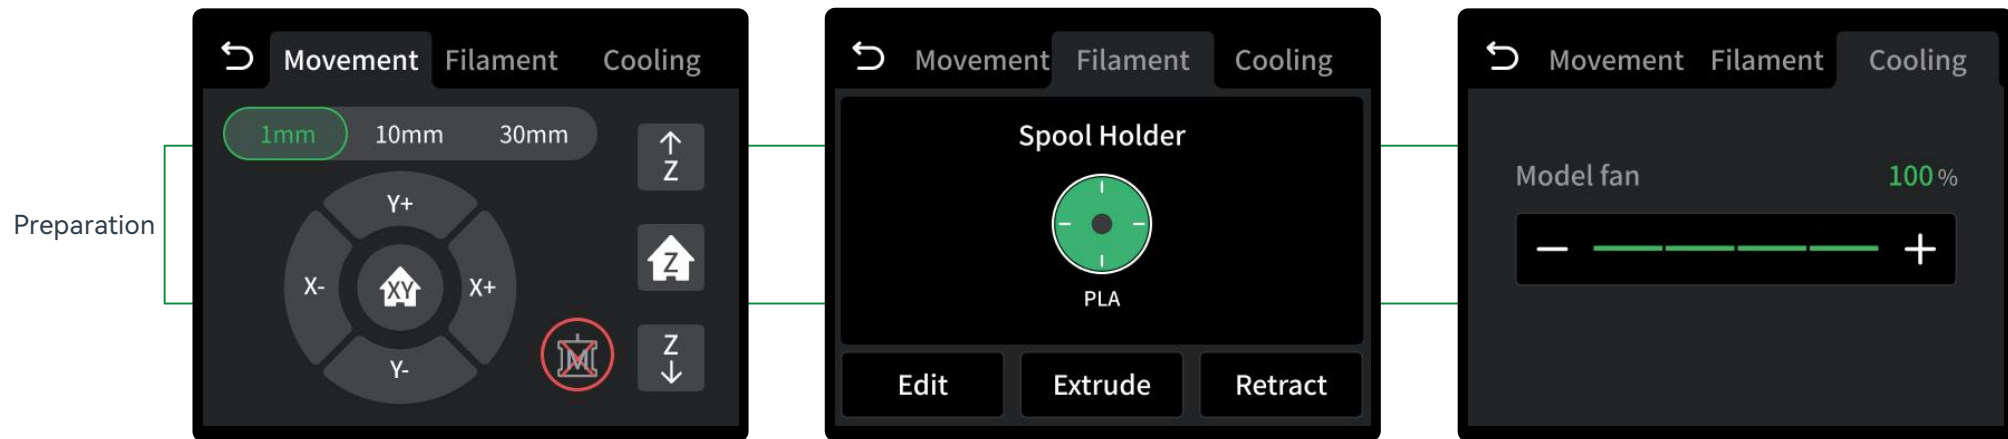 Preparation
Movement Filament Cooling
1mm 10mm 30mm
Z
Y+
X- XY X+
Z
Y-
M
Z
Movement Filament Cooling
Spool Holder
PLA
Edit Extrude Retract
Movement Filament Cooling
Model fan 100%